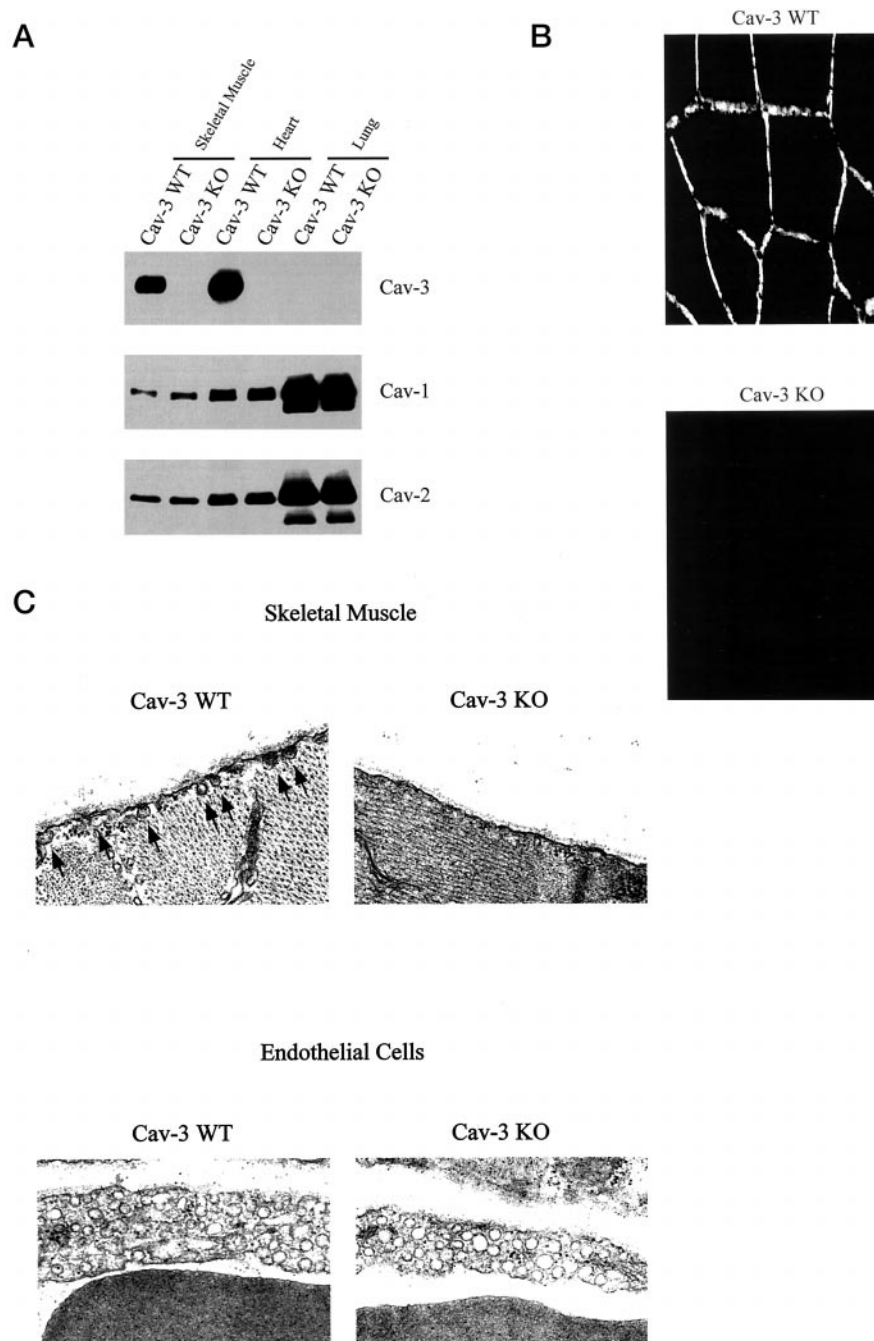 A
Skeletal Muscle
Heart
Lung
Cav-3 WT
Cav-3 KO
Cav-3 WT
Cav-3 KO
Cav-3 WT
Cav-3 KO
Cav-3
Cav-1
Cav-2
B
Cav-3 WT
Cav-3 KO
C
Skeletal Muscle
Cav-3 WT
Cav-3 KO
Endothelial Cells
Cav-3 WT
Cav-3 KO